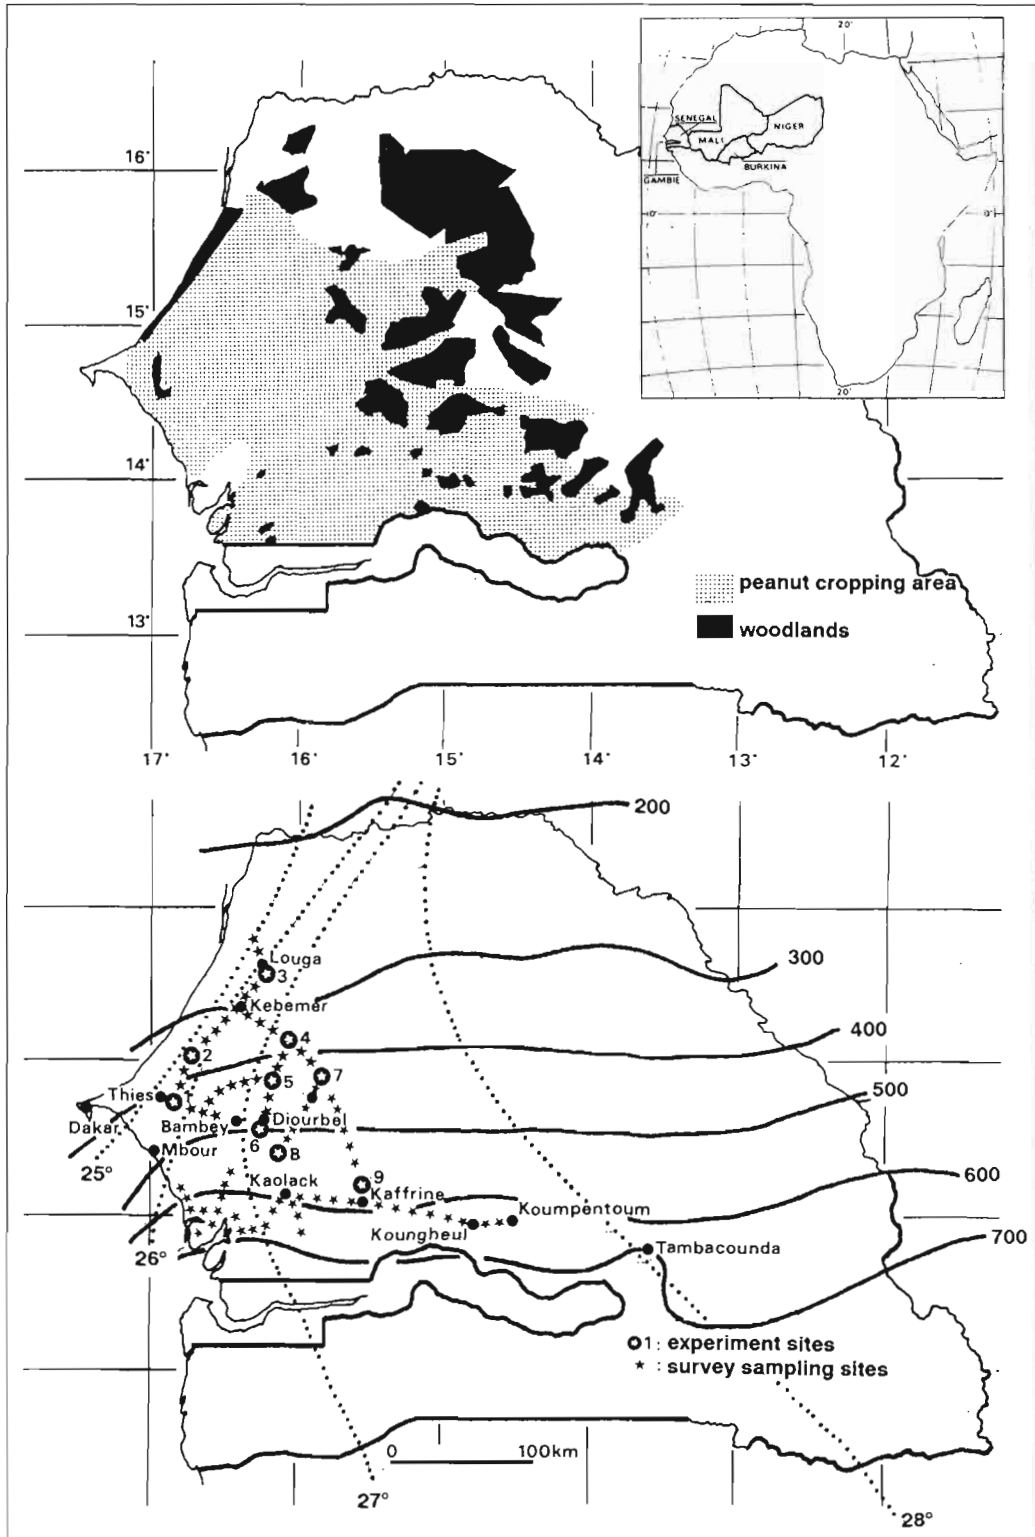 20°
SENEGAL
MALI
NIGER
BURKINA
GAMBIE
0°
0°
20°
16°
15°
14°
13°
peanut cropping area
woodlands
17°
16°
15°
14°
13°
12°
200
300
400
500
600
700
Louga
3
Kebemer
2
4
5
7
Thies
1
Dakar
Bambey
Diourbel
6
Mbour
8
25°
Kaolack
9
Kaffrine
Koumpentoum
Koungheul
26°
Tambacounda
1: experiment sites
★ : survey sampling sites
0 100km
27°
28°